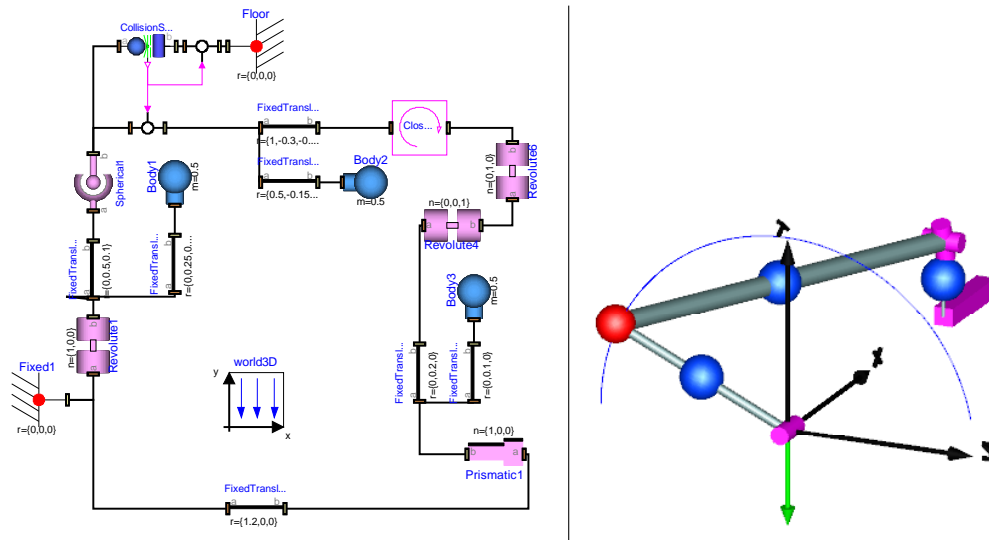 Floor
CollisionS...
a
b
r={0,0,0}
FixedTransl...
a
b
r={1,-0.3,-0....
Clos...
Body1
m=0.5
Body2
m=0.5
r={0.5,-0.15...
b
Spherical1
a
n={0,1,0}
b
Revolute6
a
n={0,0,1}
b
a
Revolute4
FixedTransl...
b
a
r={0,0.5,0.1}
FixedTransl...
b
a
r={0,0.25,0....
Body3
m=0.5
n={1,0,0}
b
Revolute1
a
Fixed1
r={0,0,0}
world3D
y
x
FixedTransl...
b
a
r={0,0.2,0}
FixedTransl...
b
a
r={0,0.1,0}
n={1,0,0}
b
a
Prismatic1
FixedTransl...
a
b
r={1.2,0,0}
x